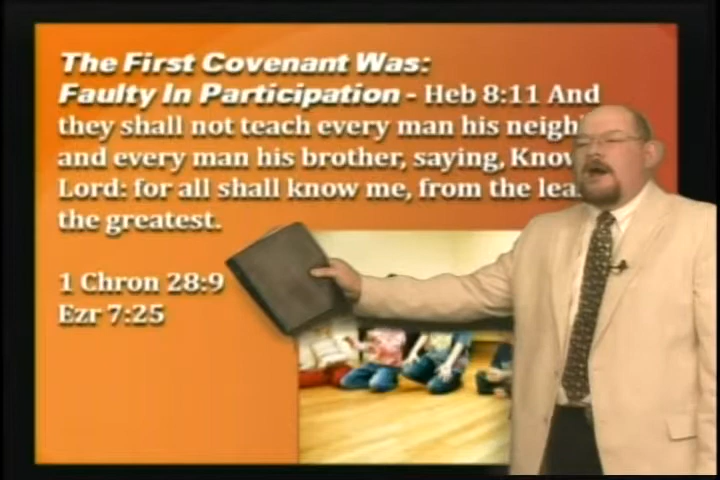 The First Covenant Was:
Faulty In Participation - Heb 8:11 And
they shall not teach every man his
and every man his brother, saying,
Lord: for all shall know me, from the
the greatest.
1 Chron 28:9
Ezr 7:25